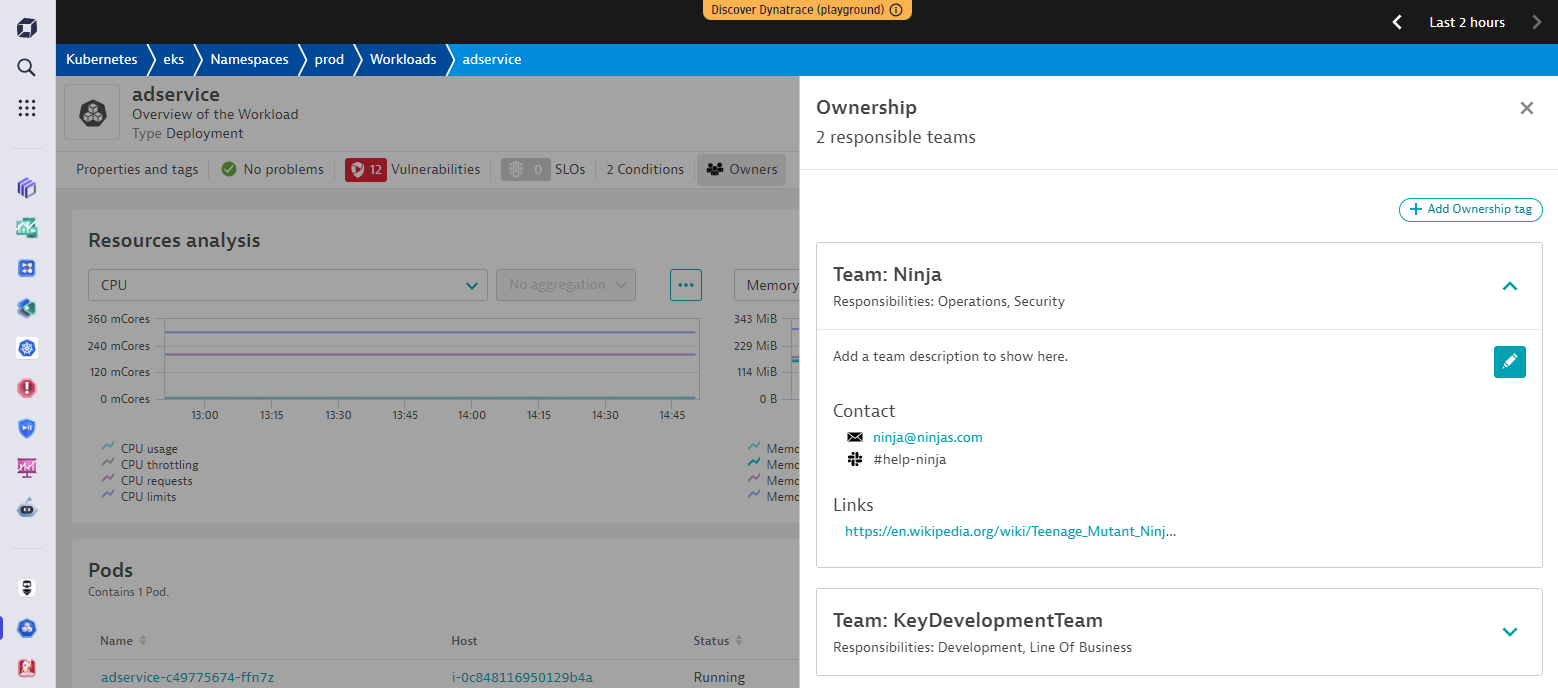 Discover Dynatrace (playground)
Last 2 hours
Kubernetes eks Namespaces prod Workloads adservice
adservice
Overview of the Workload
Type Deployment
Properties and tags No problems 12 Vulnerabilities 0 SLOs 2 Conditions Owners
Resources analysis
CPU No aggregation ... Memory
360 mCores
240 mCores
120 mCores
0 mCores
13:00 13:15 13:30 13:45 14:00 14:15 14:30 14:45
CPU usage
CPU throttling
CPU requests
CPU limits
343 MiB
229 MiB
114 MiB
0 B
Memo
Memo
Memo
Memo
Pods
Contains 1 Pod.
Name Host Status
adservice-c49775674-ffn7z i-0c848116950129b4a Running
Ownership
2 responsible teams
+ Add Ownership tag
Team: Ninja
Responsibilities: Operations, Security
Add a team description to show here.
Contact
ninja@ninjas.com
#help-ninja
Links
https://en.wikipedia.org/wiki/Teenage_Mutant_Ninj...
Team: KeyDevelopmentTeam
Responsibilities: Development, Line Of Business